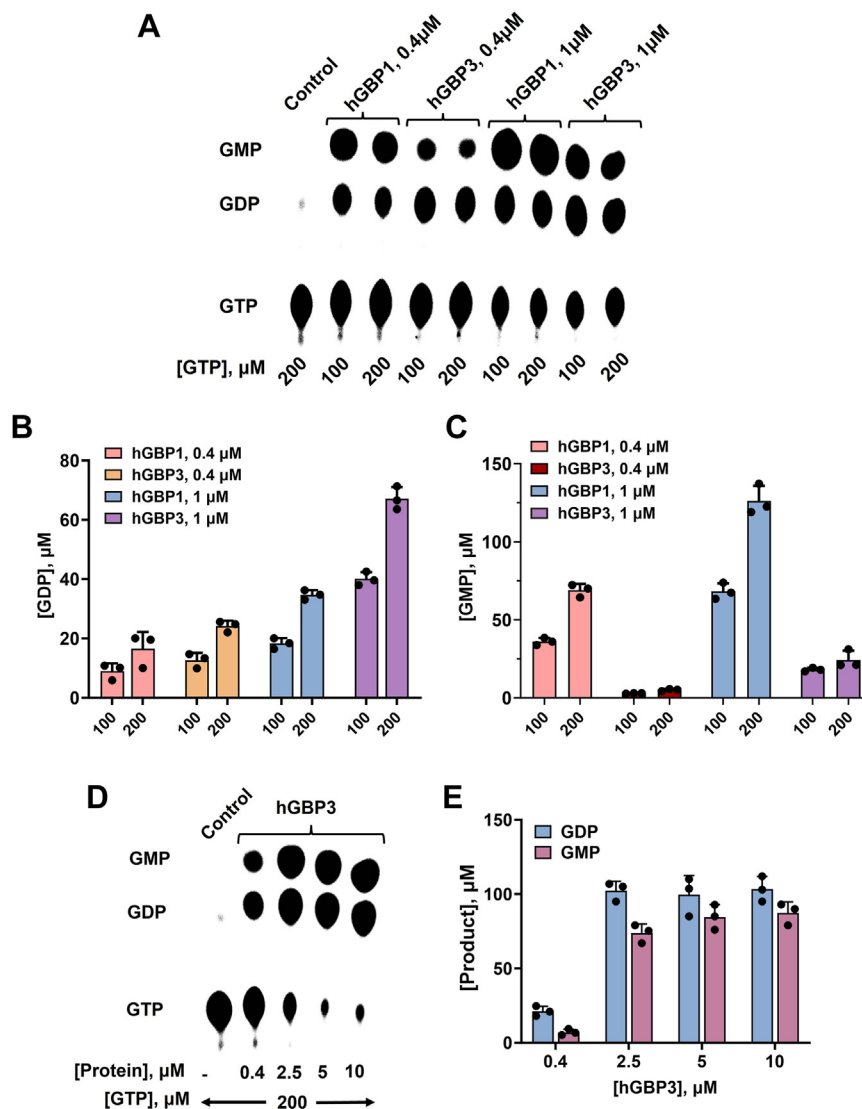 A
Control
hGBP1, 0.4µM
hGBP3, 0.4µM
hGBP1, 1µM
hGBP3, 1µM
GMP
GDP
GTP
[GTP], µM 200 100 200 100 200 100 200 100 200
B
hGBP1, 0.4 µM
hGBP3, 0.4 µM
hGBP1, 1 µM
hGBP3, 1 µM
[GDP], µM
80
60
40
20
0
100 200 100 200 100 200 100 200
C
hGBP1, 0.4 µM
hGBP3, 0.4 µM
hGBP1, 1 µM
hGBP3, 1 µM
[GMP], µM
150
100
50
0
100 200 100 200 100 200 100 200
D
Control
hGBP3
GMP
GDP
GTP
[Protein], µM - 0.4 2.5 5 10
[GTP], µM 200
E
GDP
GMP
[Product], µM
150
100
50
0
0.4 2.5 5 10
[hGBP3], µM